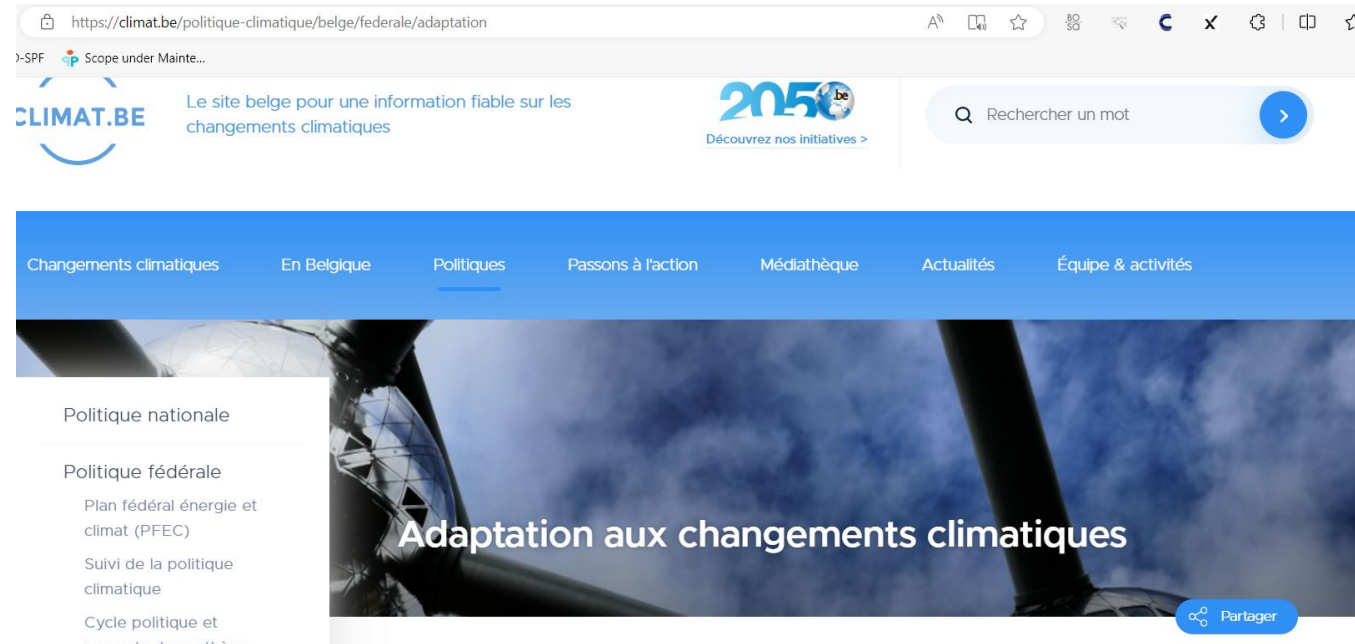 https://climat.be/politique-climatique/belge/federale/adaptation
-SPF Scope under Mainte...
CLIMAT.BE
Le site belge pour une information fiable sur les
changements climatiques
2050.be
Découvrez nos initiatives >
Rechercher un mot
Changements climatiques En Belgique Politiques Passons à l'action Médiathèque Actualités Équipe & activités
Politique nationale
Politique fédérale
Plan fédéral énergie et
climat (PFEC)
Suivi de la politique
climatique
Cycle politique et
Adaptation aux changements climatiques
Partager